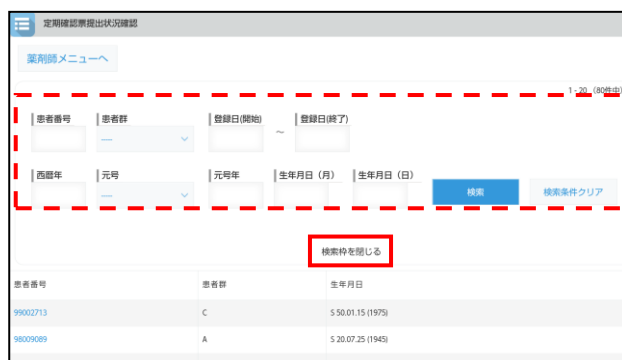 定期確認票提出状況確認
薬剤師メニューへ
1 - 20 (80件中)
患者番号 患者群 登録日(開始) ～ 登録日(終了)
— 
西暦年 元号 元号年 生年月日（月） 生年月日（日）
— 検索 検索条件クリア
検索枠を閉じる
患者番号 患者群 生年月日
99002713 C S 50.01.15 (1975)
98009089 A S 20.07.25 (1945)